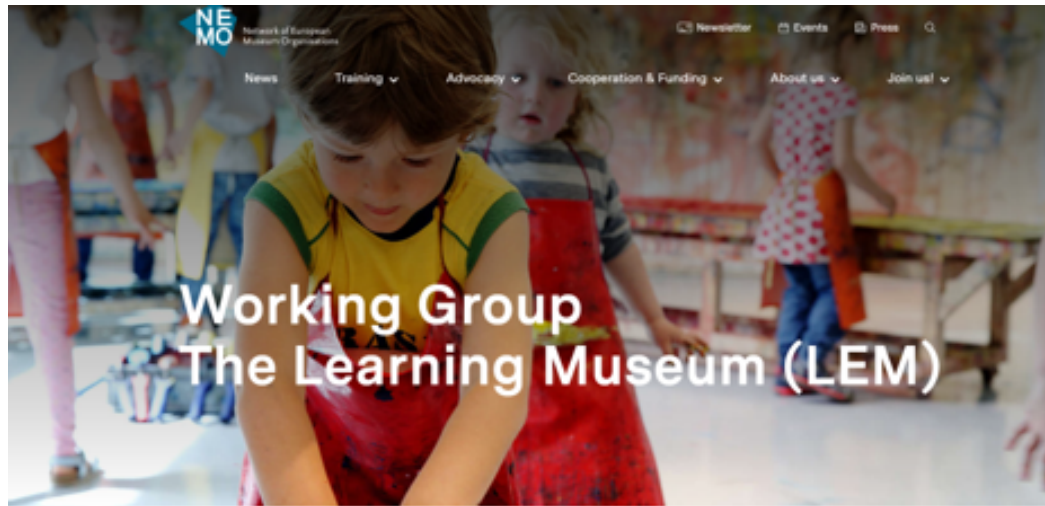 NE
MO
Network of European
Museum Organisations
Newsletter
Events
Press
News
Training
Advocacy
Cooperation & Funding
About us
Join us!
Working Group
The Learning Museum (LEM)